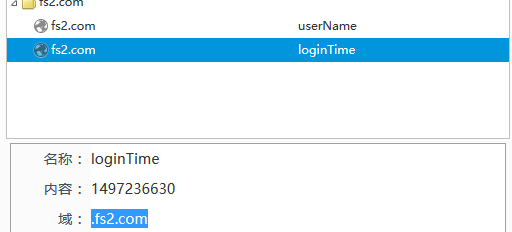 fs2.com
fs2.com userName
fs2.com loginTime
名称： loginTime
内容： 1497236630
域： .fs2.com